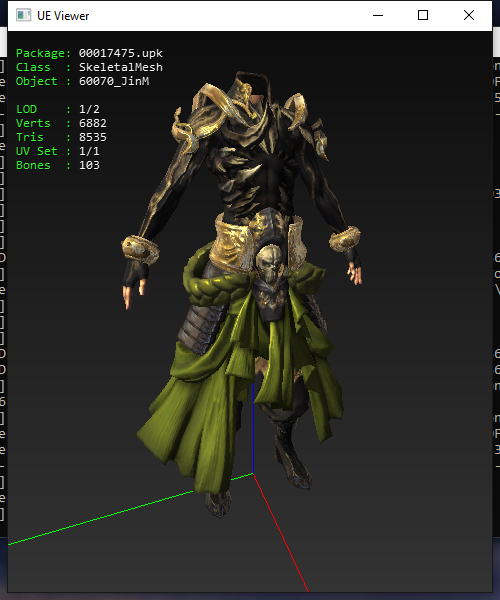 UE Viewer
Package: 00017475.upk
Class : SkeletalMesh
Object : 60070_JinM
LOD : 1/2
Verts : 6882
Tris : 8535
UV Set : 1/1
Bones : 103